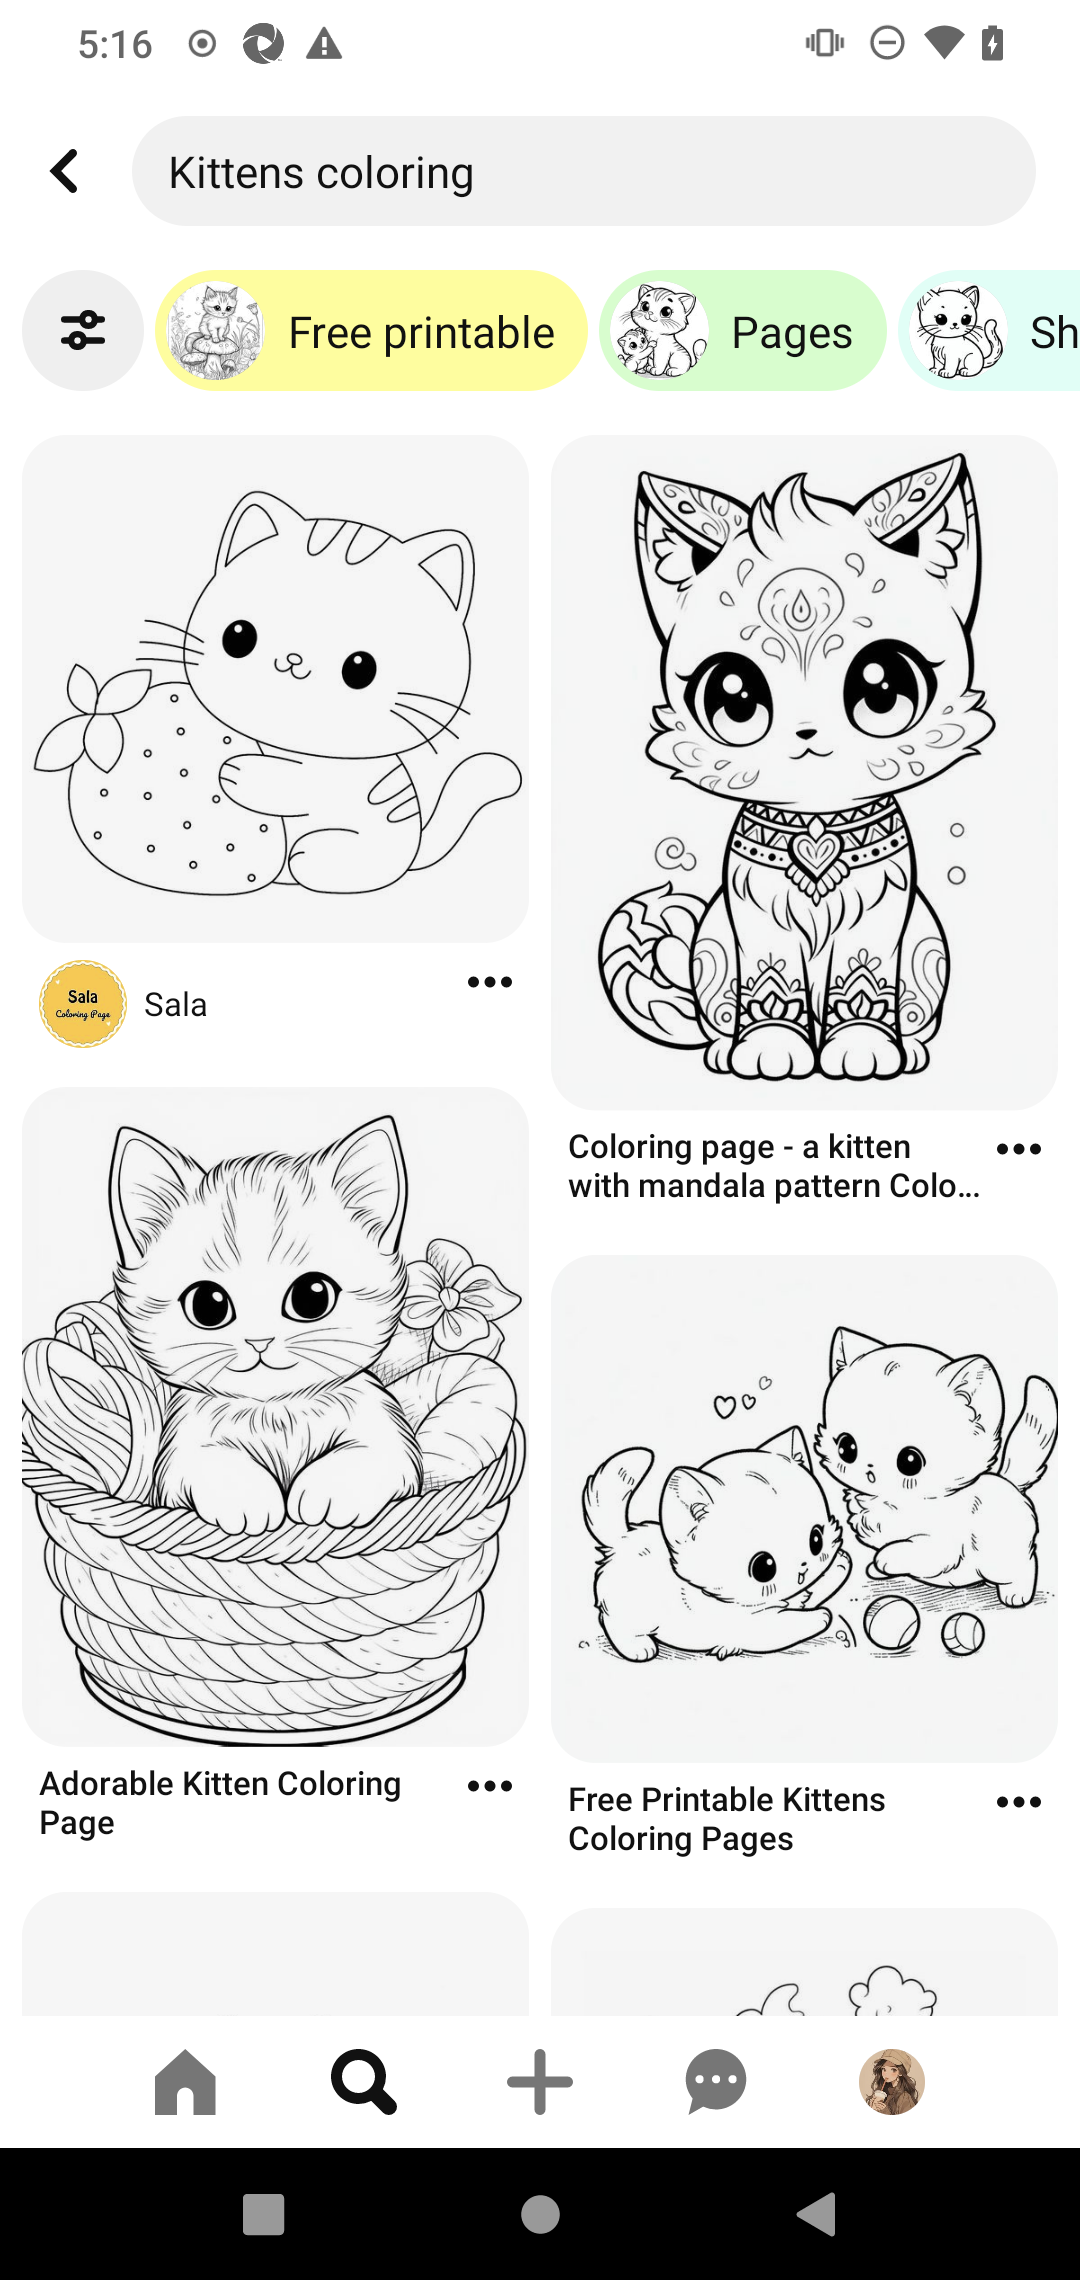 5:16
Kittens coloring
Free printable
Pages
Sh
Sala
Coloring Page
Sala
Coloring page - a kitten
with mandala pattern Colo...
Adorable Kitten Coloring
Page
Free Printable Kittens
Coloring Pages